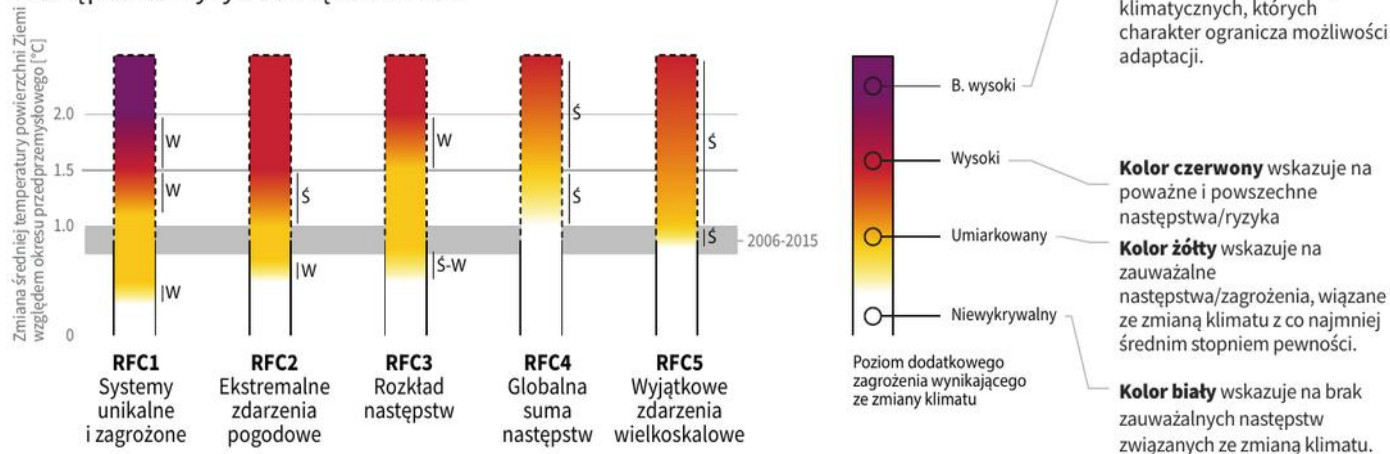 Zmiana średniej temperatury powierzchni Ziemi
względem okresu przedprzemysłowego [°C]
2.0
1.5
1.0
0
W
W
W
Ś
W
W
Ś-W
Ś
Ś
Ś
Ś
2006-2015
RFC1
Systemy
unikalne
i zagrożone
RFC2
Ekstremalne
zdarzenia
pogodowe
RFC3
Rozkład
następstw
RFC4
Globalna
suma
następstw
RFC5
Wyjątkowe
zdarzenia
wielkoskalowe
B. wysoki
Wysoki
Umiarkowany
Niewykrywalny
Poziom dodatkowego
zagrożenia wynikającego
ze zmiany klimatu
klimatycznych, których
charakter ogranicza możliwości
adaptacji.
Kolor czerwony wskazuje na
poważne i powszechne
następstwa/ryzyka
Kolor żółty wskazuje na
zauważalne
następstwa/zagrożenia, wiązane
ze zmianą klimatu z co najmniej
średnim stopniem pewności.
Kolor biały wskazuje na brak
zauważalnych następstw
związanych ze zmianą klimatu.